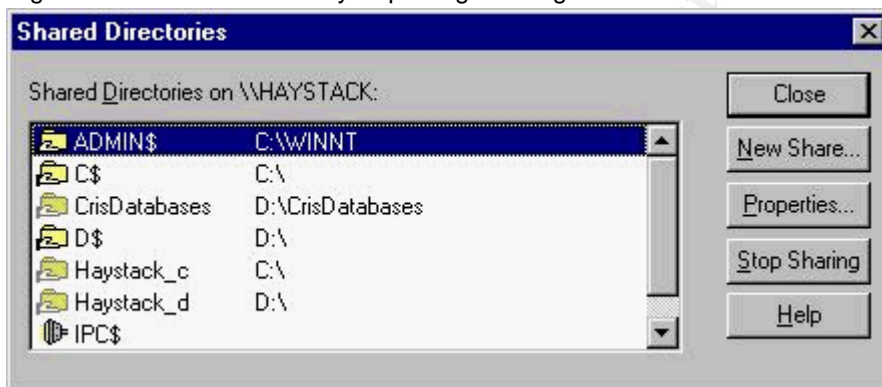 Shared Directories
Shared Directories on \\HAYSTACK:
ADMIN$ C:\WINNT
C$ C:\
CrisDatabases D:\CrisDatabases
D$ D:\
Haystack_c C:\
Haystack_d D:\
IPC$
Close
New Share...
Properties...
Stop Sharing
Help